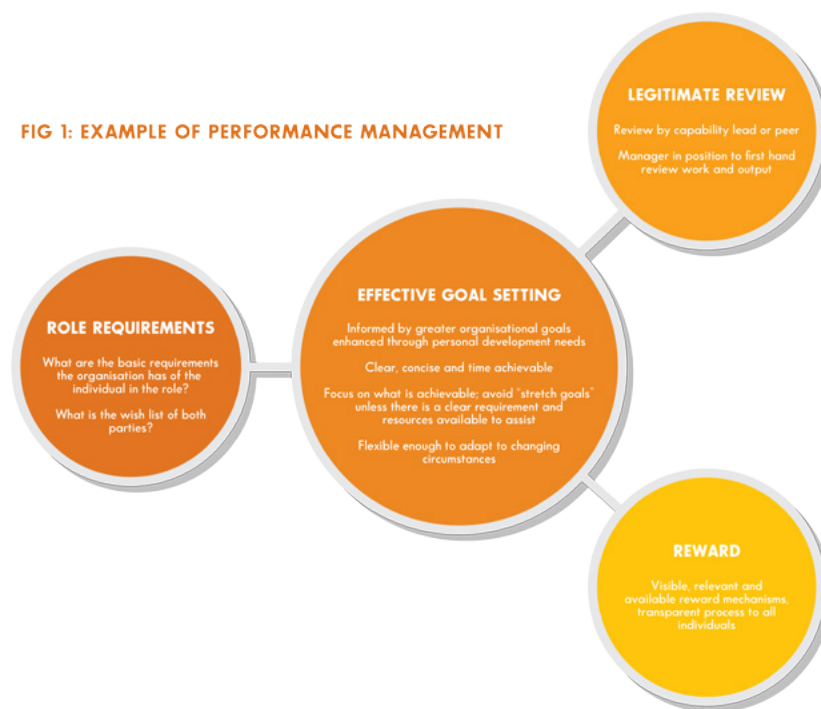 FIG 1: EXAMPLE OF PERFORMANCE MANAGEMENT
ROLE REQUIREMENTS
What are the basic requirements
the organisation has of the
individual in the role?
What is the wish list of both
parties?
EFFECTIVE GOAL SETTING
Informed by greater organisational goals
enhanced through personal development needs
Clear, concise and time achievable
Focus on what is achievable; avoid "stretch goals"
unless there is a clear requirement and
resources available to assist
Flexible enough to adapt to changing
circumstances
LEGITIMATE REVIEW
Review by capability lead or peer
Manager in position to first hand
review work and output
REWARD
Visible, relevant and
available reward mechanisms,
transparent process to all
individuals